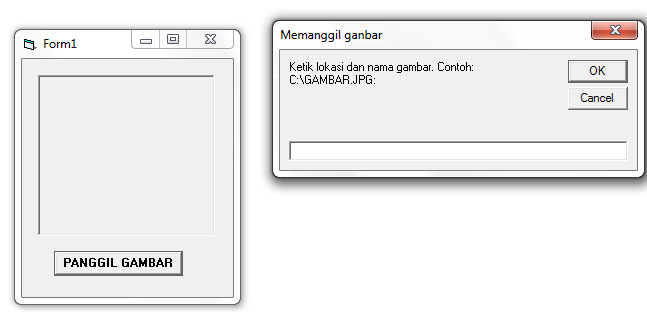 Form1
PANGGIL GAMBAR
Memanggil ganbar
Ketik lokasi dan nama gambar. Contoh:
C:\GAMBAR.JPG:
OK
Cancel